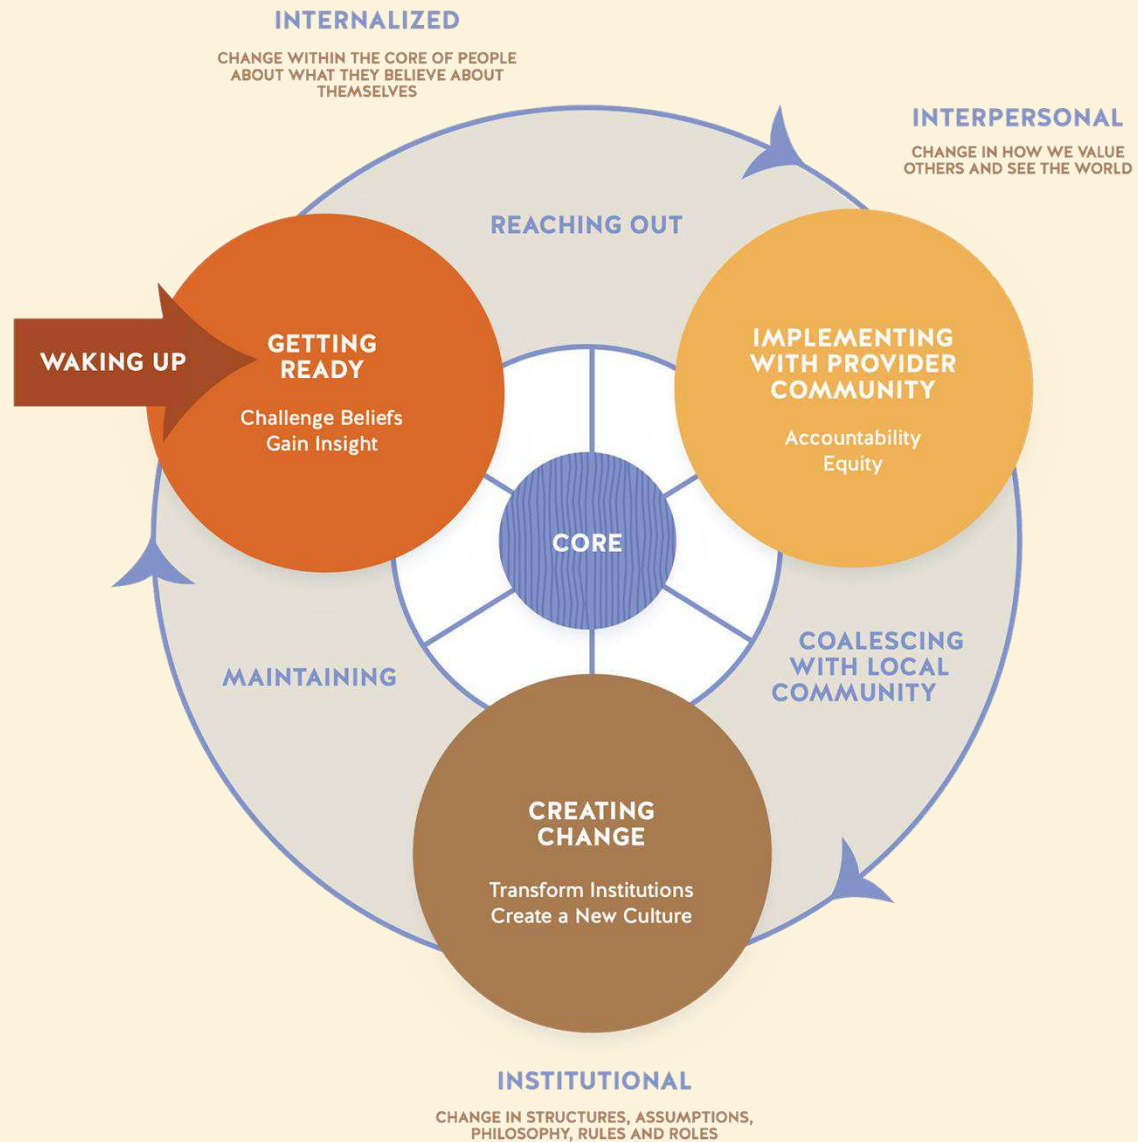 INTERNALIZED
CHANGE WITHIN THE CORE OF PEOPLE
ABOUT WHAT THEY BELIEVE ABOUT
THEMSELVES
INTERPERSONAL
CHANGE IN HOW WE VALUE
OTHERS AND SEE THE WORLD
REACHING OUT
WAKING UP
GETTING
READY
Challenge Beliefs
Gain Insight
IMPLEMENTING
WITH PROVIDER
COMMUNITY
Accountability
Equity
CORE
MAINTAINING
COALESCING
WITH LOCAL
COMMUNITY
CREATING
CHANGE
Transform Institutions
Create a New Culture
INSTITUTIONAL
CHANGE IN STRUCTURES, ASSUMPTIONS,
PHILOSOPHY, RULES AND ROLES